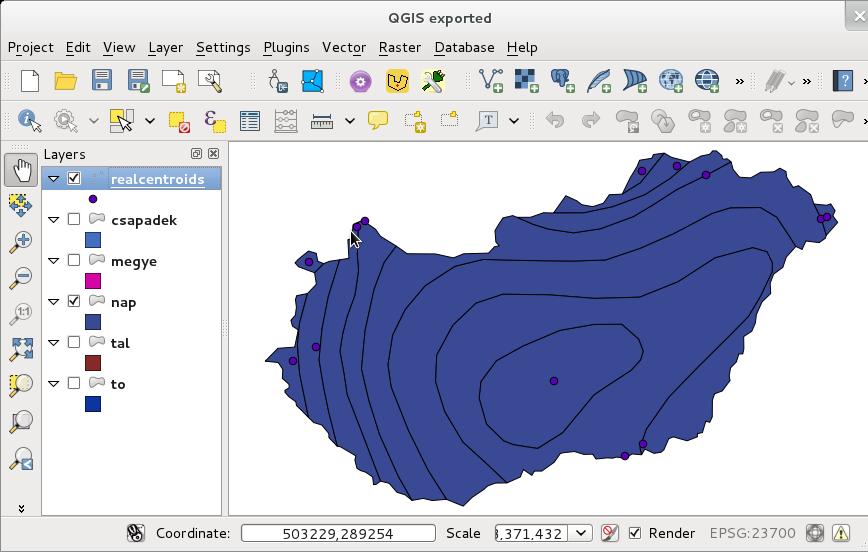 QGIS exported
Project Edit View Layer Settings Plugins Vector Raster Database Help
Layers
realcentroids
csapadek
megye
nap
tal
to
Coordinate: 503229,289254 Scale 3,371,432 Render EPSG:23700